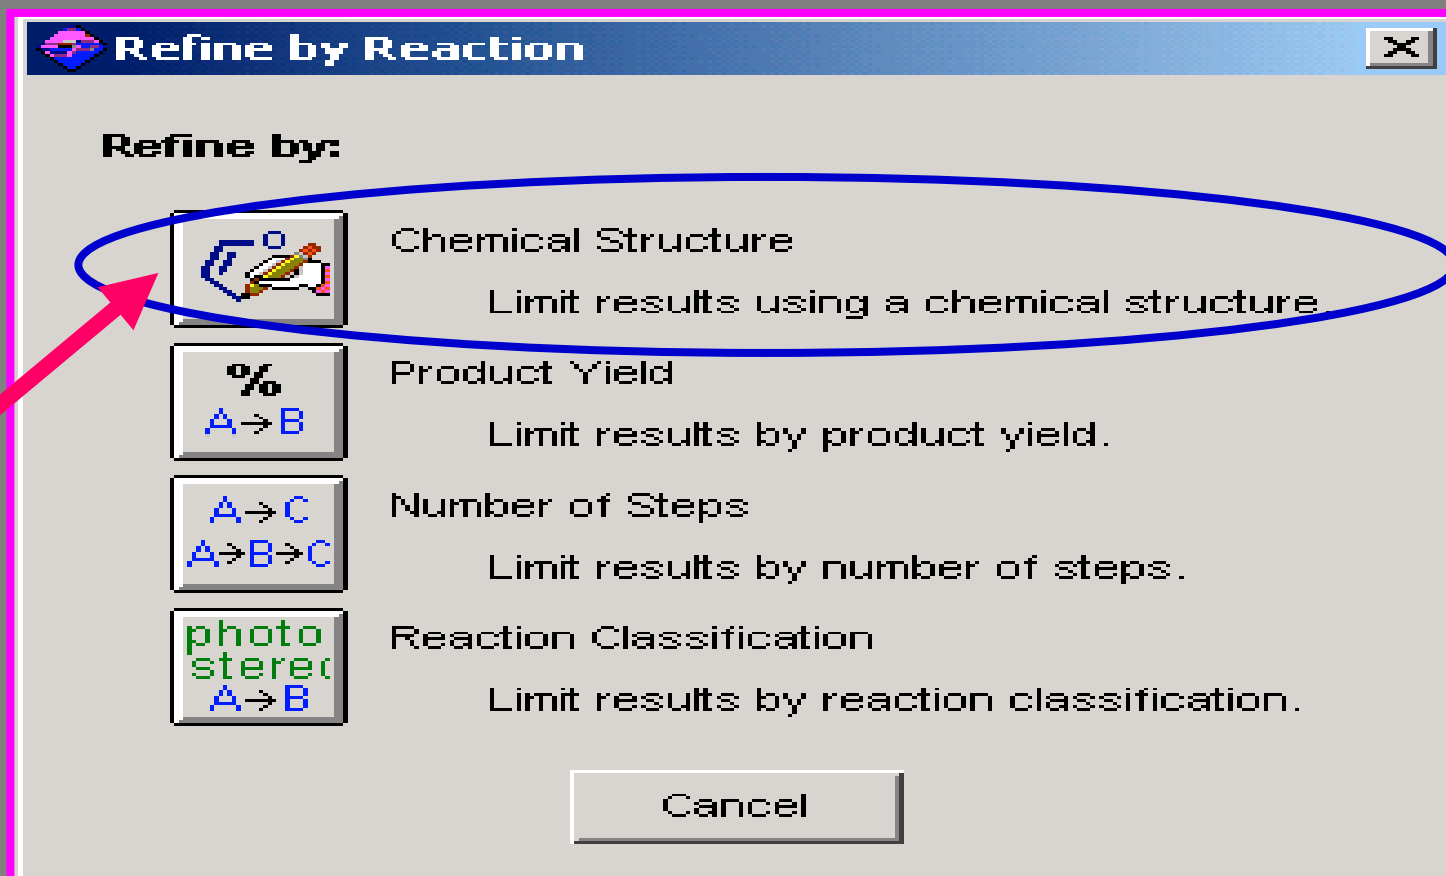 Refine by Reaction
Refine by:
Chemical Structure
Limit results using a chemical structure.
%
A→B
Product Yield
Limit results by product yield.
A→C
A→B→C
Number of Steps
Limit results by number of steps.
photo
stereo
A→B
Reaction Classification
Limit results by reaction classification.
Cancel